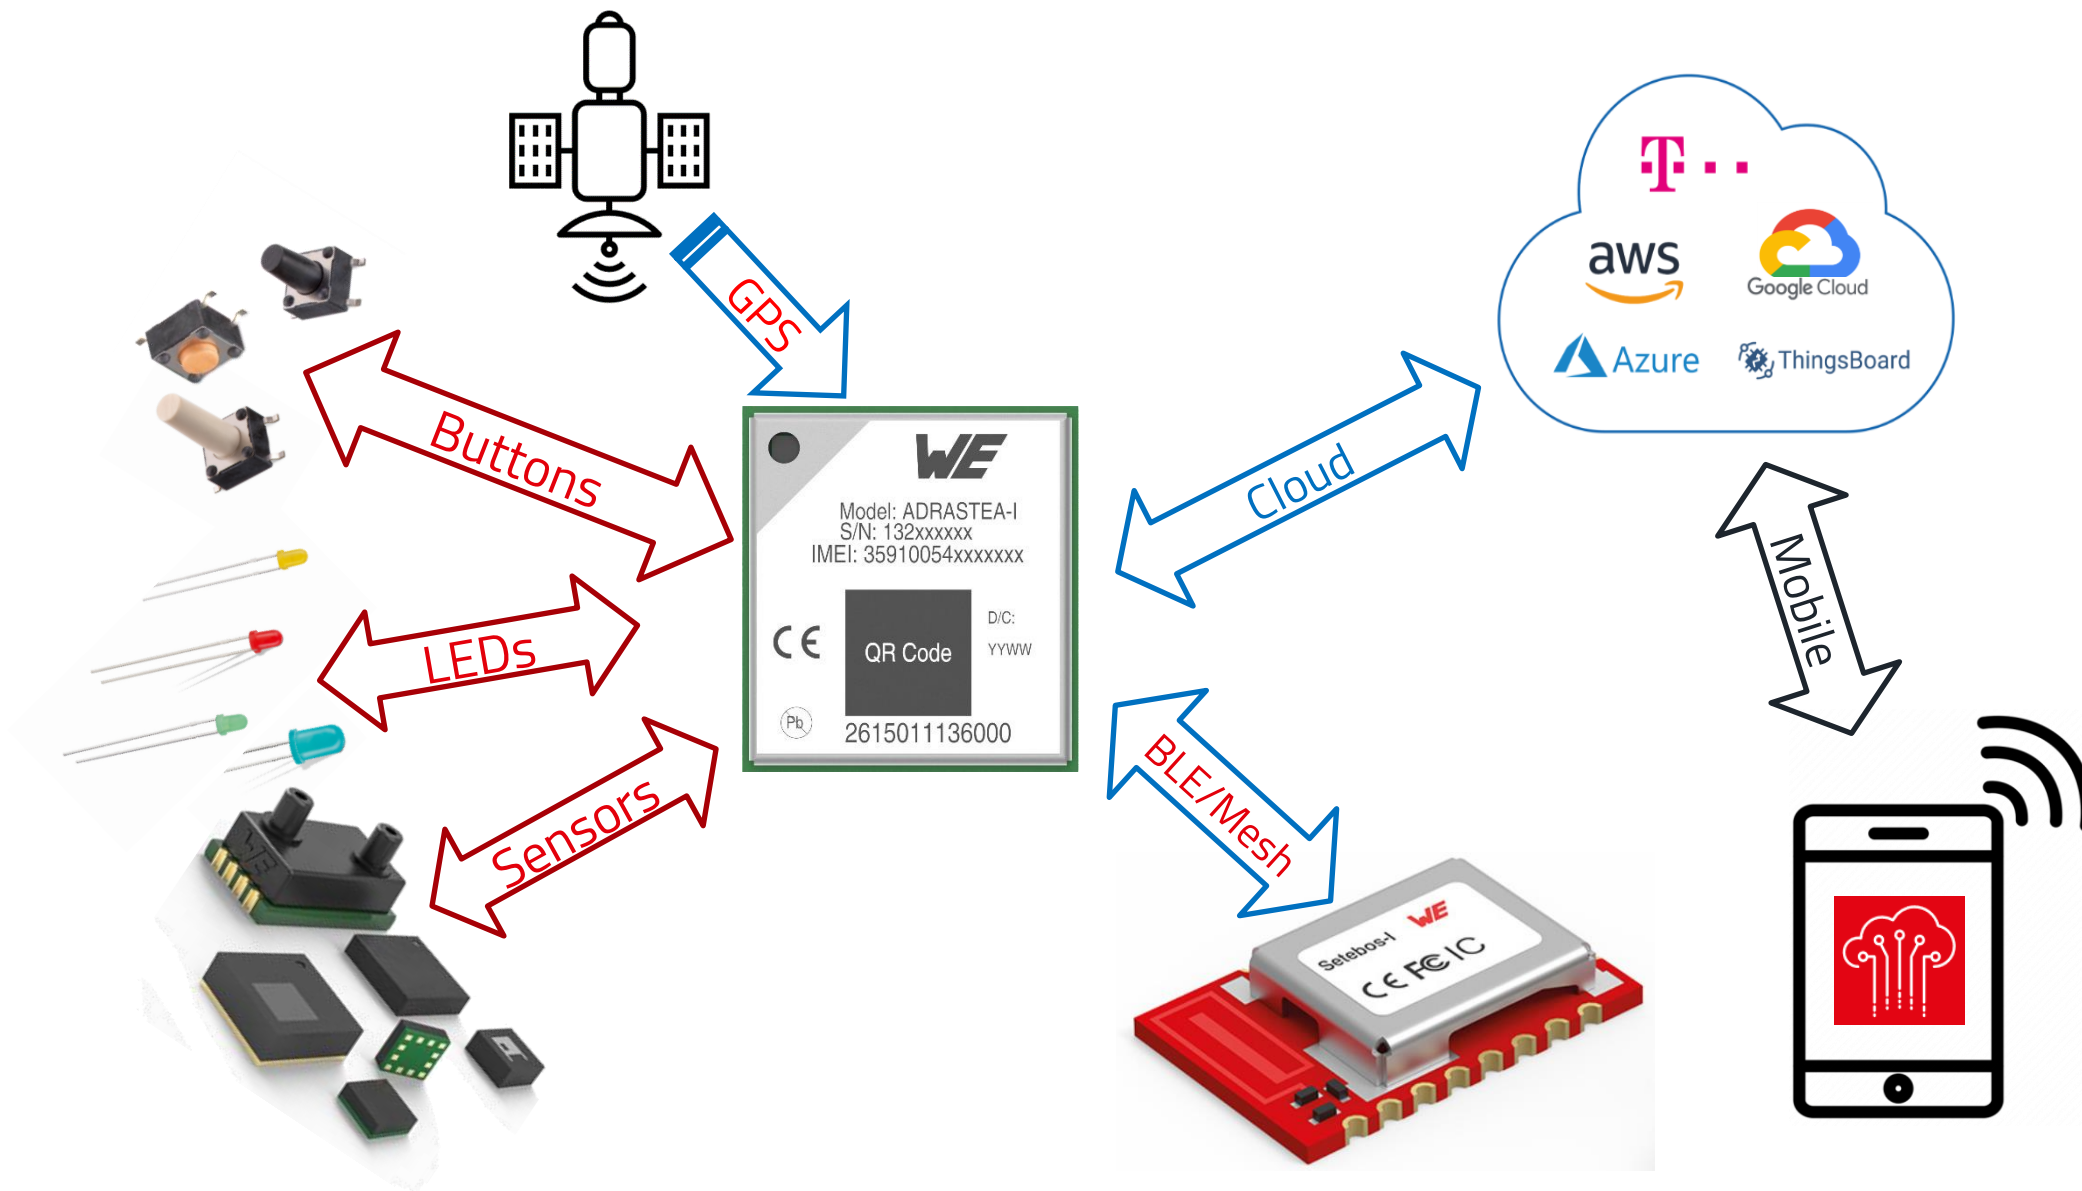 GPS
T
aws
Google Cloud
Azure
ThingsBoard
Buttons
Cloud
WE
Model: ADRASTEA-I
S/N: 132xxxxxx
IMEI: 35910054xxxxxxx
CE
QR Code
D/C:
YYWW
Pb
2615011136000
LEDs
Mobile
Sensors
BLE/Mesh
WE
WE
Setebos-I
CE FC IC